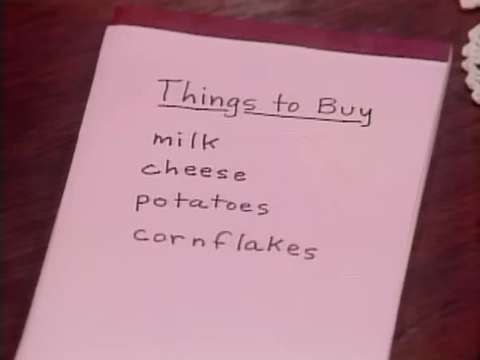 Things to Buy
milk
cheese
potatoes
cornflakes